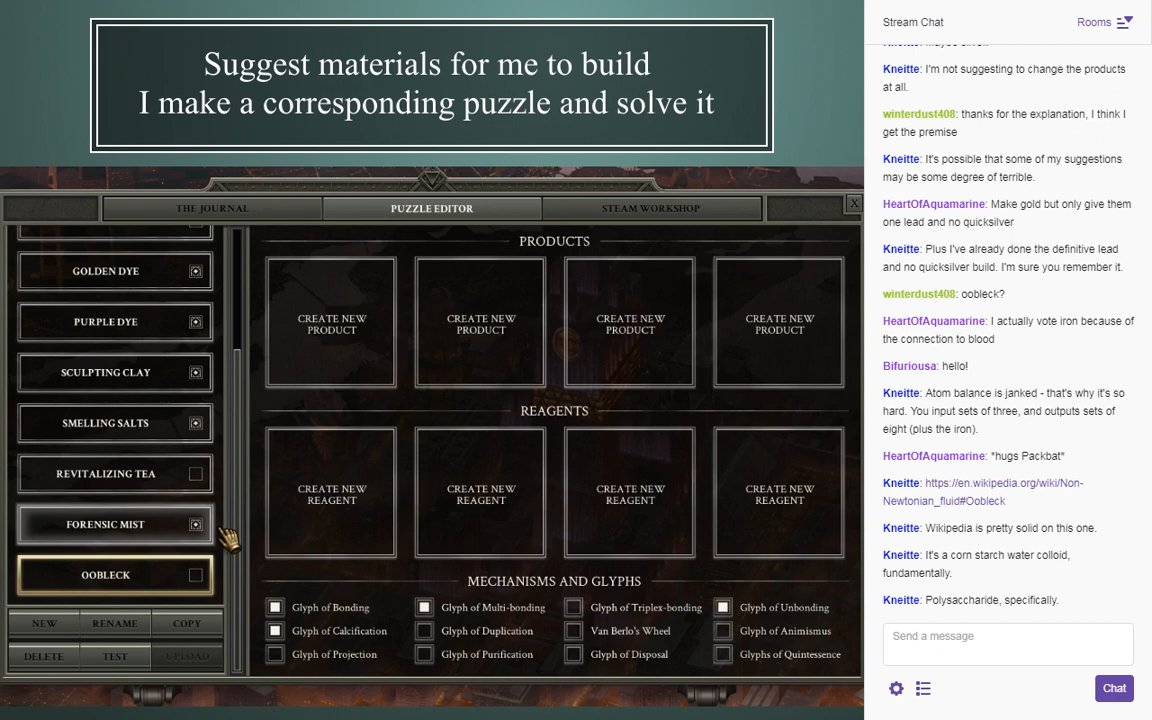 Suggest materials for me to build
I make a corresponding puzzle and solve it
THE JOURNAL
PUZZLE EDITOR
STEAM WORKSHOP
X
GOLDEN DYE
PURPLE DYE
SCULPTING CLAY
SMELLING SALTS
REVITALIZING TEA
FORENSIC MIST
OOBLECK
NEW
RENAME
COPY
DELETE
TEST
UPLOAD
PRODUCTS
CREATE NEW
PRODUCT
CREATE NEW
PRODUCT
CREATE NEW
PRODUCT
CREATE NEW
PRODUCT
REAGENTS
CREATE NEW
REAGENT
CREATE NEW
REAGENT
CREATE NEW
REAGENT
CREATE NEW
REAGENT
MECHANISMS AND GLYPHS
Glyph of Bonding
Glyph of Multi-bonding
Glyph of Triplex-bonding
Glyph of Unbonding
Glyph of Calcification
Glyph of Duplication
Van Berlo's Wheel
Glyph of Animismus
Glyph of Projection
Glyph of Purification
Glyph of Disposal
Glyphs of Quintessence
Stream Chat
Rooms
Kneitte: I'm not suggesting to change the products
at all.
winterdust408: thanks for the explanation, I think I
get the premise
Kneitte: It's possible that some of my suggestions
may be some degree of terrible.
HeartOfAquamarine: Make gold but only give them
one lead and no quicksilver
Kneitte: Plus I've already done the definitive lead
and no quicksilver build. I'm sure you remember it.
winterdust408: oobleck?
HeartOfAquamarine: I actually vote iron because of
the connection to blood
Bifuriousa: hello!
Kneitte: Atom balance is janked - that's why it's so
hard. You input sets of three, and outputs sets of
eight (plus the iron).
HeartOfAquamarine: *hugs Packbat*
Kneitte: https://en.wikipedia.org/wiki/Non-
Newtonian_fluid#Oobleck
Kneitte: Wikipedia is pretty solid on this one.
Kneitte: It's a corn starch water colloid,
fundamentally.
Kneitte: Polysaccharide, specifically.
Send a message
Chat